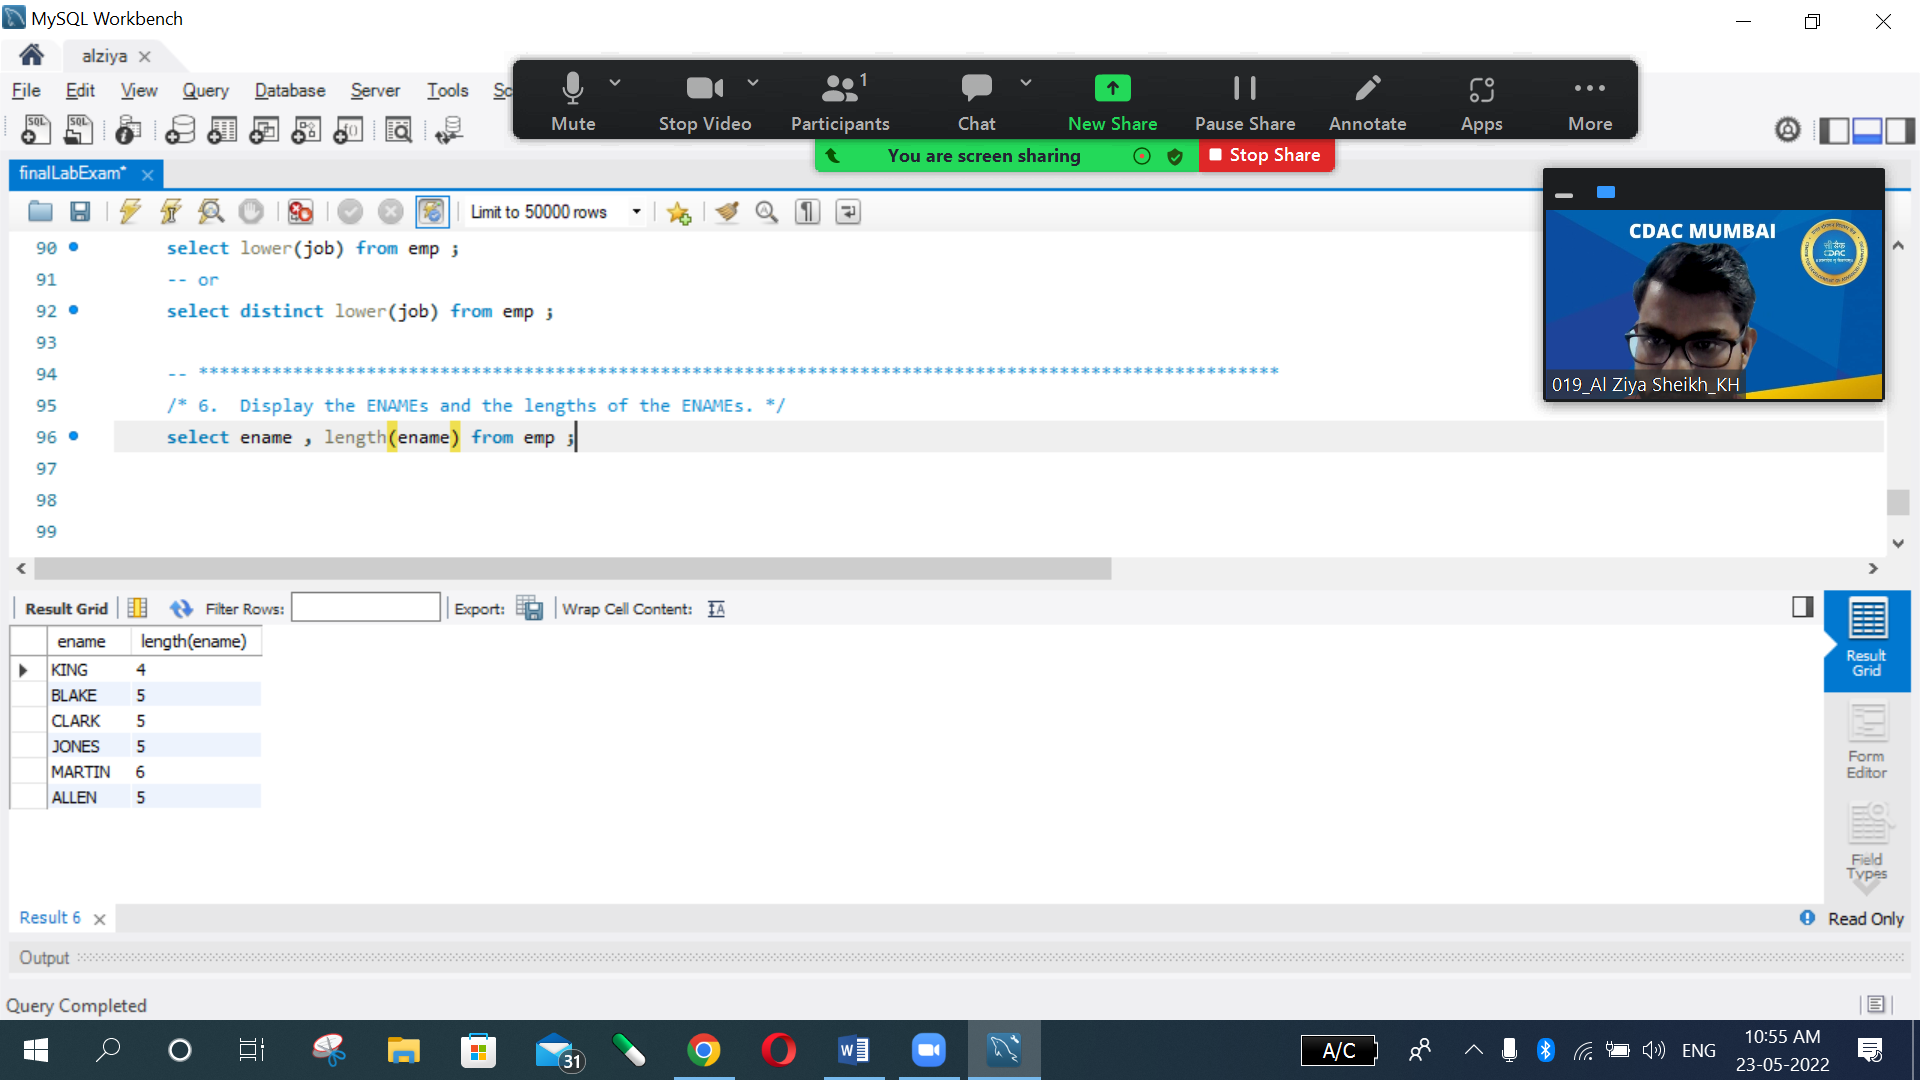 MySQL Workbench
alziya
File Edit View Query Database Server Tools Sc
Mute Stop Video Participants 1 Chat New Share Pause Share Annotate Apps More
You are screen sharing Stop Share
finalLabExam*
Limit to 50000 rows
90 select lower(job) from emp ;
91 -- or
92 select distinct lower(job) from emp ;
93
94 -- *******************************************************************************************************
95 /* 6.  Display the ENAMEs and the lengths of the ENAMEs. */
96 select ename , length(ename) from emp ;
97
98
99
CDAC MUMBAI
CDAC
019_Al Ziya Sheikh_KH
Result Grid Filter Rows: Export: Wrap Cell Content:
ename length(ename)
KING 4
BLAKE 5
CLARK 5
JONES 5
MARTIN 6
ALLEN 5
Result
Grid
Form
Editor
Field
Types
Result 6 Read Only
Output
Query Completed
31
A/C
ENG
10:55 AM
23-05-2022